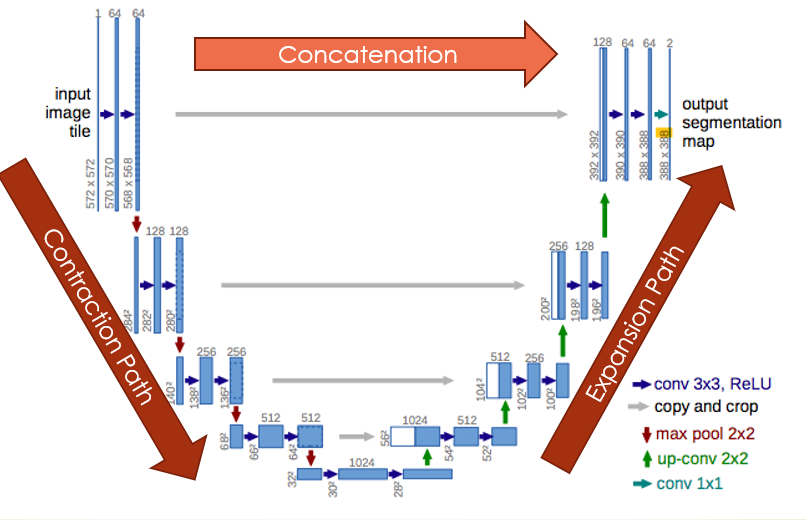 1 64 64
Concatenation
128 64 64 2
input
image
tile
output
segmentation
map
572 x 572
570 x 570
568 x 568
392 x 392
390 x 390
388 x 388
388 x 388
Contraction Path
Expansion Path
128 128
256 128
284²
282²
280²
200²
198²
196²
256 256
512 256
140²
138²
136²
104²
102²
100²
512 512
1024 512
68²
66²
64²
56²
54²
52²
1024
32²
30²
28²
conv 3x3, ReLU
copy and crop
max pool 2x2
up-conv 2x2
conv 1x1